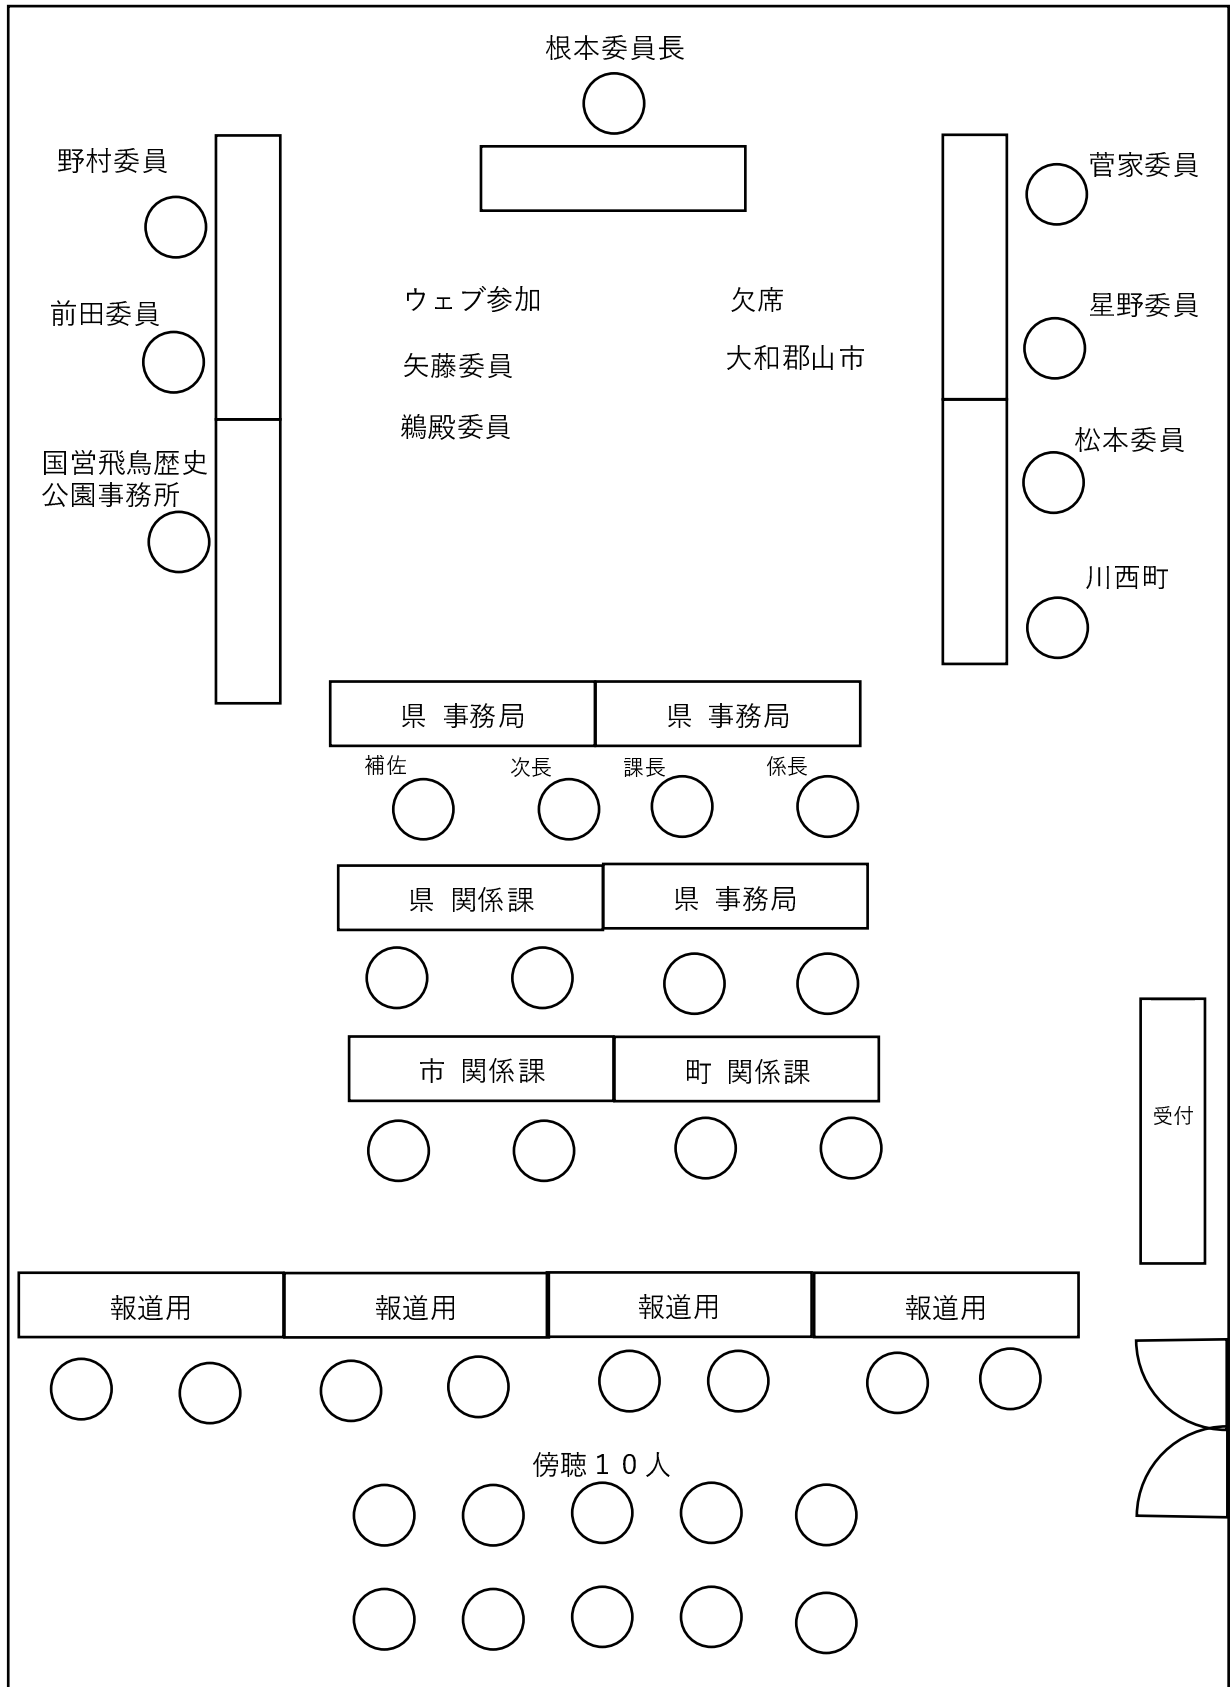 根本委員長
野村委員
菅家委員
前田委員
ウェブ参加
欠席
星野委員
矢藤委員
大和郡山市
鵜殿委員
松本委員
国営飛鳥歴史
公園事務所
川西町
県 事務局
県 事務局
補佐
次長
課長
係長
県 関係課
県 事務局
市 関係課
町 関係課
受付
報道用
報道用
報道用
報道用
傍聴１０人